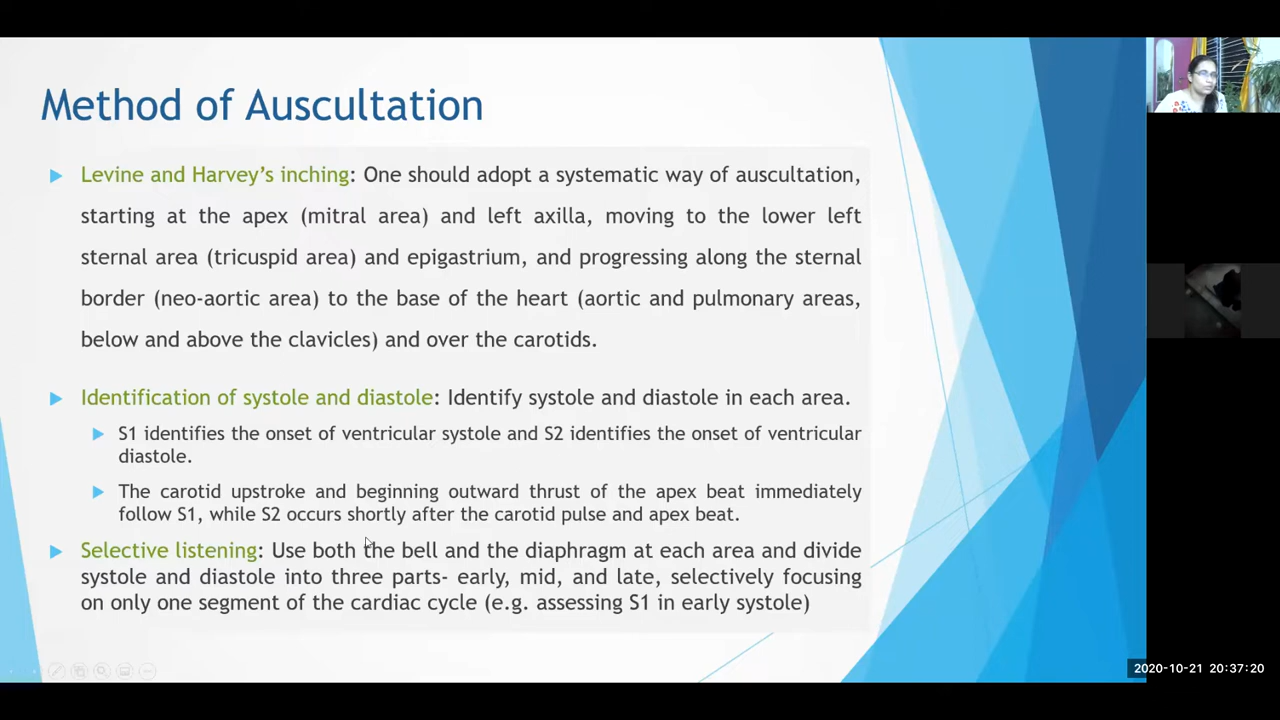 Method of Auscultation
Levine and Harvey’s inching: One should adopt a systematic way of auscultation,
starting at the apex (mitral area) and left axilla, moving to the lower left
sternal area (tricuspid area) and epigastrium, and progressing along the sternal
border (neo-aortic area) to the base of the heart (aortic and pulmonary areas,
below and above the clavicles) and over the carotids.
Identification of systole and diastole: Identify systole and diastole in each area.
S1 identifies the onset of ventricular systole and S2 identifies the onset of ventricular
diastole.
The carotid upstroke and beginning outward thrust of the apex beat immediately
follow S1, while S2 occurs shortly after the carotid pulse and apex beat.
Selective listening: Use both the bell and the diaphragm at each area and divide
systole and diastole into three parts- early, mid, and late, selectively focusing
on only one segment of the cardiac cycle (e.g. assessing S1 in early systole)
2020-10-21 20:37:20